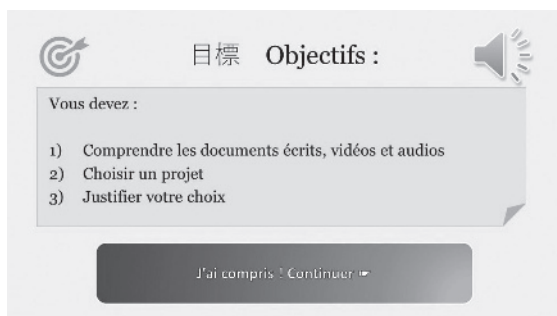 目標 Objectifs :
Vous devez :
1) Comprendre les documents écrits, vidéos et audios
2) Choisir un projet
3) Justifier votre choix
J'ai compris ! Continuer ☛